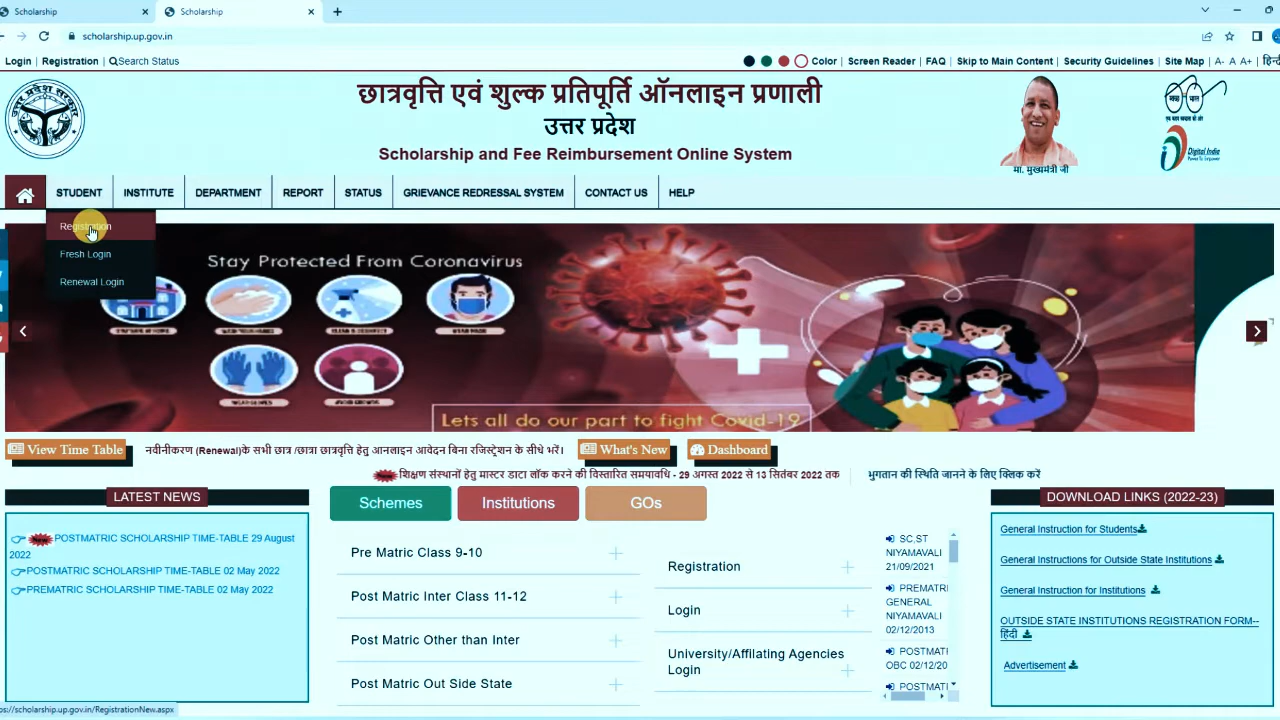 Scholarship
Scholarship
scholarship.up.gov.in
Login | Registration | Search Status
Color | Screen Reader | FAQ | Skip to Main Content | Security Guidelines | Site Map | A- A A+ |
छात्रवृत्ति एवं शुल्क प्रतिपूर्ति ऑनलाइन प्रणाली
उत्तर प्रदेश
Scholarship and Fee Reimbursement Online System
मा. मुख्यमंत्री जी
Digital India
Power To Empower
STUDENT
INSTITUTE
DEPARTMENT
REPORT
STATUS
GRIEVANCE REDRESSAL SYSTEM
CONTACT US
HELP
Registration
Fresh Login
Renewal Login
Stay Protected From Coronavirus
Lets all do our part to fight Covid-19
View Time Table
नवीनीकरण (Renewal)के सभी छात्र /छात्रा छात्रवृत्ति हेतु आनलाइन आवेदन बिना रजिस्ट्रेशन के सीधे भरें।
What's New
Dashboard
शिक्षण संस्थानों हेतु मास्टर डाटा लॉक करने की विस्तारित समयावधि - 29 अगस्त 2022 से 13 सितंबर 2022 तक
भुगतान की स्थिति जानने के लिए क्लिक करें
LATEST NEWS
POSTMATRIC SCHOLARSHIP TIME-TABLE 29 August
2022
POSTMATRIC SCHOLARSHIP TIME-TABLE 02 May 2022
PREMATRIC SCHOLARSHIP TIME-TABLE 02 May 2022
Schemes
Institutions
GOs
Pre Matric Class 9-10
Post Matric Inter Class 11-12
Post Matric Other than Inter
Post Matric Out Side State
Registration
Login
University/Affilating Agencies
Login
SC,ST
NIYAMAVALI
21/09/2021
PREMATRI
GENERAL
NIYAMAVALI
02/12/2013
POSTMATI
OBC 02/12/20
POSTMATI
DOWNLOAD LINKS (2022-23)
General Instruction for Students
General Instructions for Outside State Institutions
General Instruction for Institutions
OUTSIDE STATE INSTITUTIONS REGISTRATION FORM--
हिंदी
Advertisement
ps://scholarship.up.gov.in/RegistrationNew.aspx